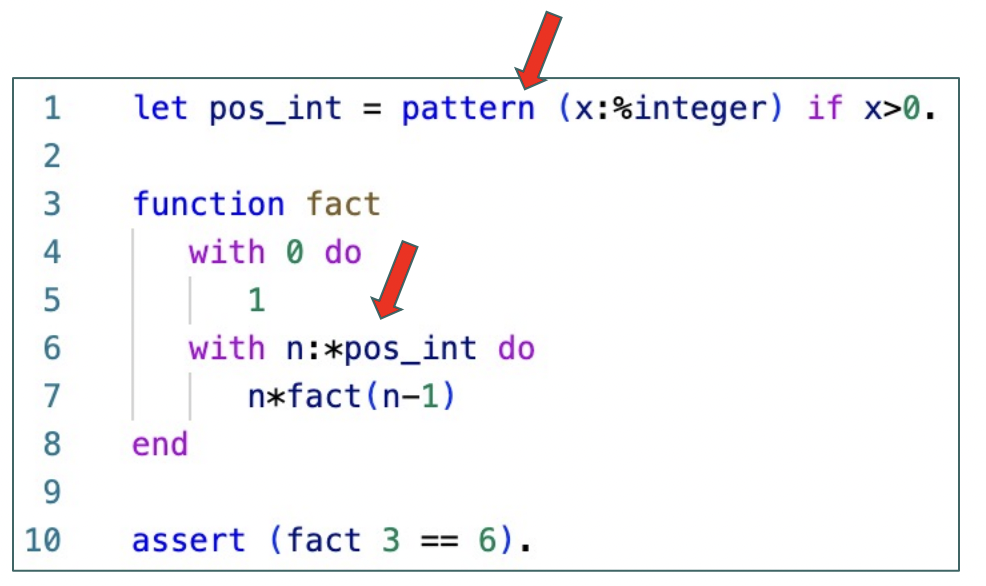 1 let pos_int = pattern (x:%integer) if x>0.
2
3 function fact
4 with 0 do
5 1
6 with n:*pos_int do
7 n*fact(n-1)
8 end
9
10 assert (fact 3 == 6).